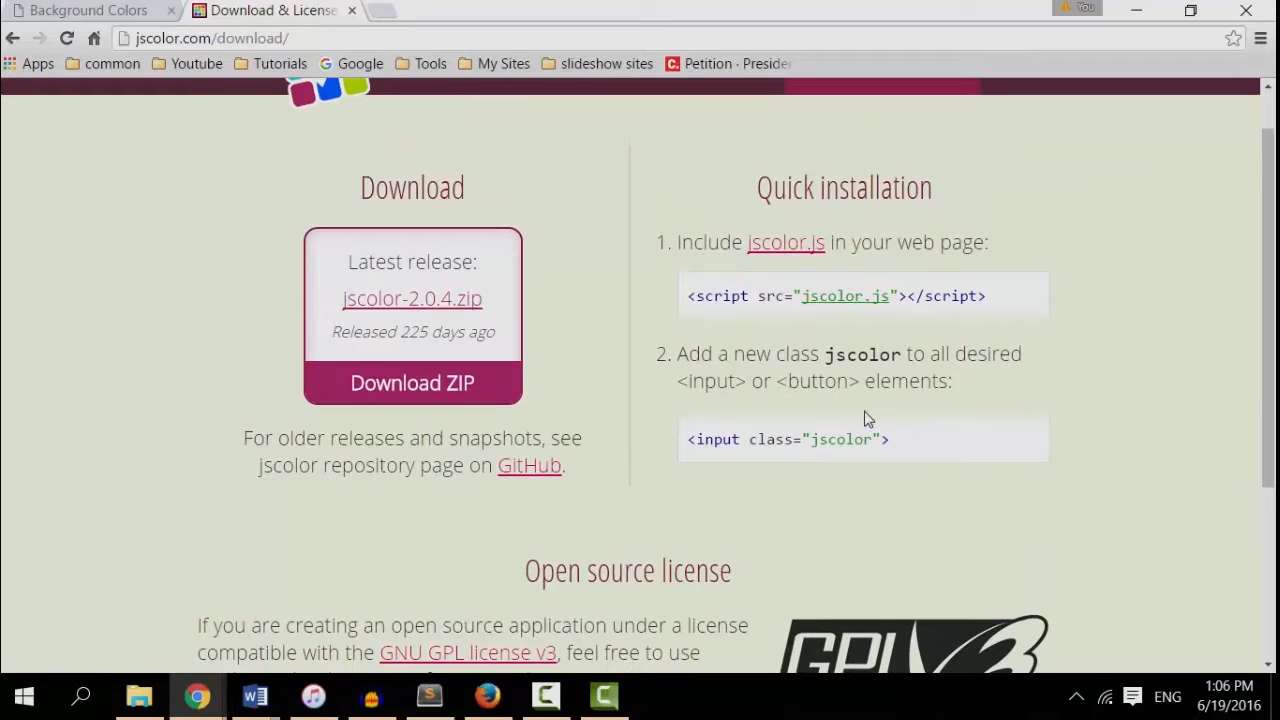 Background Colors
Download & License
You
jscolor.com/download/
Apps
common
Youtube
Tutorials
Google
Tools
My Sites
slideshow sites
Petition · Preside
Download
Latest release:
jscolor-2.0.4.zip
Released 225 days ago
Download ZIP
For older releases and snapshots, see
jscolor repository page on GitHub.
Quick installation
1. Include jscolor.js in your web page:
<script src="jscolor.js"></script>
2. Add a new class jscolor to all desired
<input> or <button> elements:
<input class="jscolor">
Open source license
If you are creating an open source application under a license
compatible with the GNU GPL license v3, feel free to use
GPL v3
ENG
1:06 PM
6/19/2016